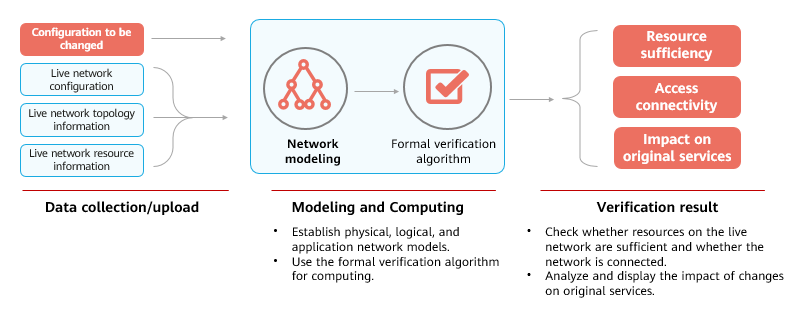 Configuration to be
changed
Live network
configuration
Live network topology
information
Live network resource
information
Data collection/upload
Network
modeling
Formal verification
algorithm
Modeling and Computing
• Establish physical, logical, and
application network models.
• Use the formal verification algorithm
for computing.
Resource
sufficiency
Access
connectivity
Impact on
original services
Verification result
• Check whether resources on the live
network are sufficient and whether the
network is connected.
• Analyze and display the impact of changes
on original services.